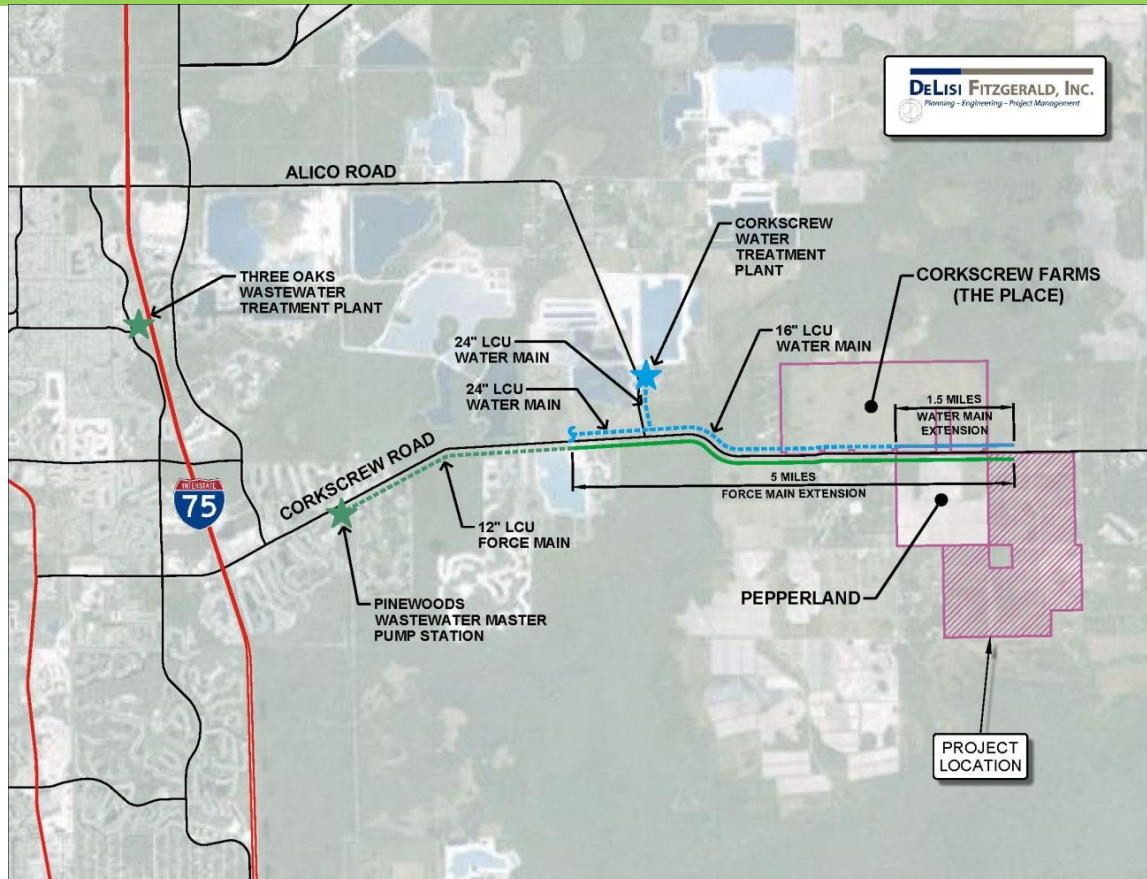 DELISI FITZGERALD, INC.
Planning – Engineering – Project Management
ALICO ROAD
CORKSCREW
WATER
TREATMENT
PLANT
CORKSCREW FARMS
(THE PLACE)
THREE OAKS
WASTEWATER
TREATMENT PLANT
24" LCU
WATER MAIN
16" LCU
WATER MAIN
24" LCU
WATER MAIN
1.5 MILES
WATER MAIN
EXTENSION
CORKSCREW ROAD
5 MILES
FORCE MAIN EXTENSION
INTERSTATE
75
12" LCU
FORCE MAIN
PINEWOODS
WASTEWATER MASTER
PUMP STATION
PEPPERLAND
PROJECT
LOCATION